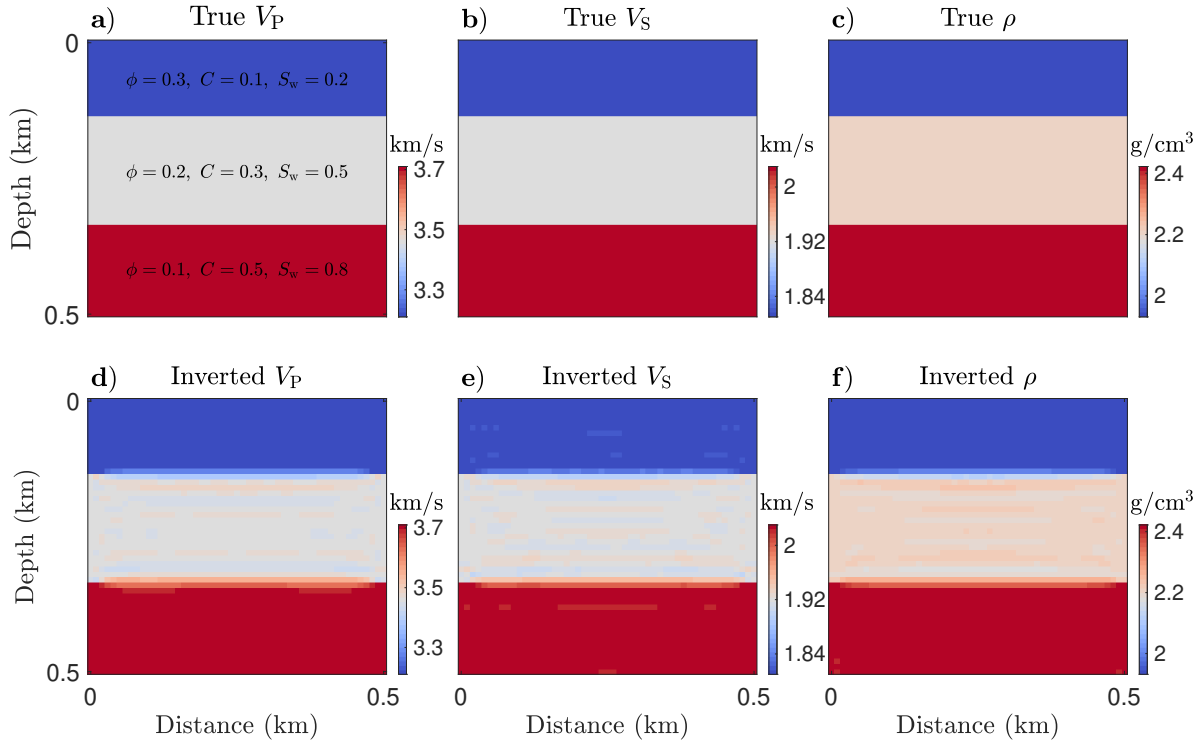 a) True V_P
b) True V_S
c) True ρ
0
0.5
Depth (km)
ϕ = 0.3, C = 0.1, S_w = 0.2
ϕ = 0.2, C = 0.3, S_w = 0.5
ϕ = 0.1, C = 0.5, S_w = 0.8
km/s
3.7
3.5
3.3
km/s
2
1.92
1.84
g/cm³
2.4
2.2
2
d) Inverted V_P
e) Inverted V_S
f) Inverted ρ
0
0.5
Depth (km)
km/s
3.7
3.5
3.3
km/s
2
1.92
1.84
g/cm³
2.4
2.2
2
0 0.5
0 0.5
0 0.5
Distance (km)
Distance (km)
Distance (km)